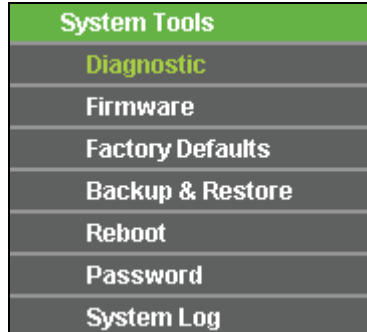 System Tools
Diagnostic
Firmware
Factory Defaults
Backup & Restore
Reboot
Password
System Log